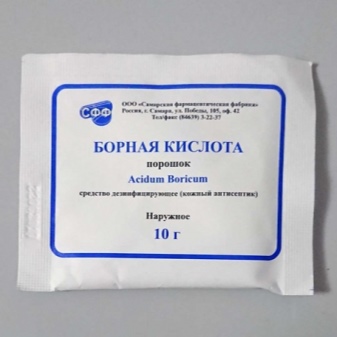 СФФ
ООО «Самарская фармацевтическая фабрика»
Россия, г. Самара, ул. Победы, 105, оф. 42
Тел/факс (84639) 3-22-37
БОРНАЯ КИСЛОТА
порошок
Acidum Boricum
средство дезинфицирующее (кожный антисептик)
Наружное
10 г